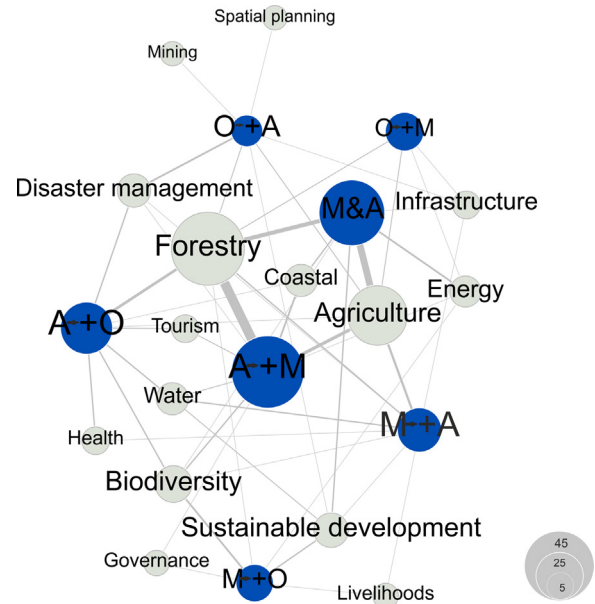 Spatial planning
Mining
O→+A
O→+M
Disaster management
M&A
Infrastructure
Forestry
Coastal
Energy
Agriculture
A→+O
Tourism
A→+M
Water
M→+A
Health
Biodiversity
Sustainable development
45
Governance
25
M→+O
5
Livelihoods